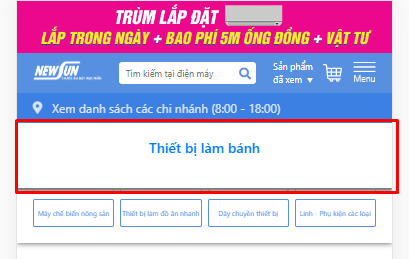 TRÙM LẮP ĐẶT
LẮP TRONG NGÀY + BAO PHÍ 5M ỐNG ĐỒNG + VẬT TƯ
NEWSUN
Tìm kiếm tại điện máy
Sản phẩm
đã xem ▼
Menu
Xem danh sách các chi nhánh (8:00 - 18:00)
Thiết bị làm bánh
Máy chế biến nông sản
Thiết bị làm đồ ăn nhanh
Dây chuyền thiết bị
Linh - Phụ kiện các loại